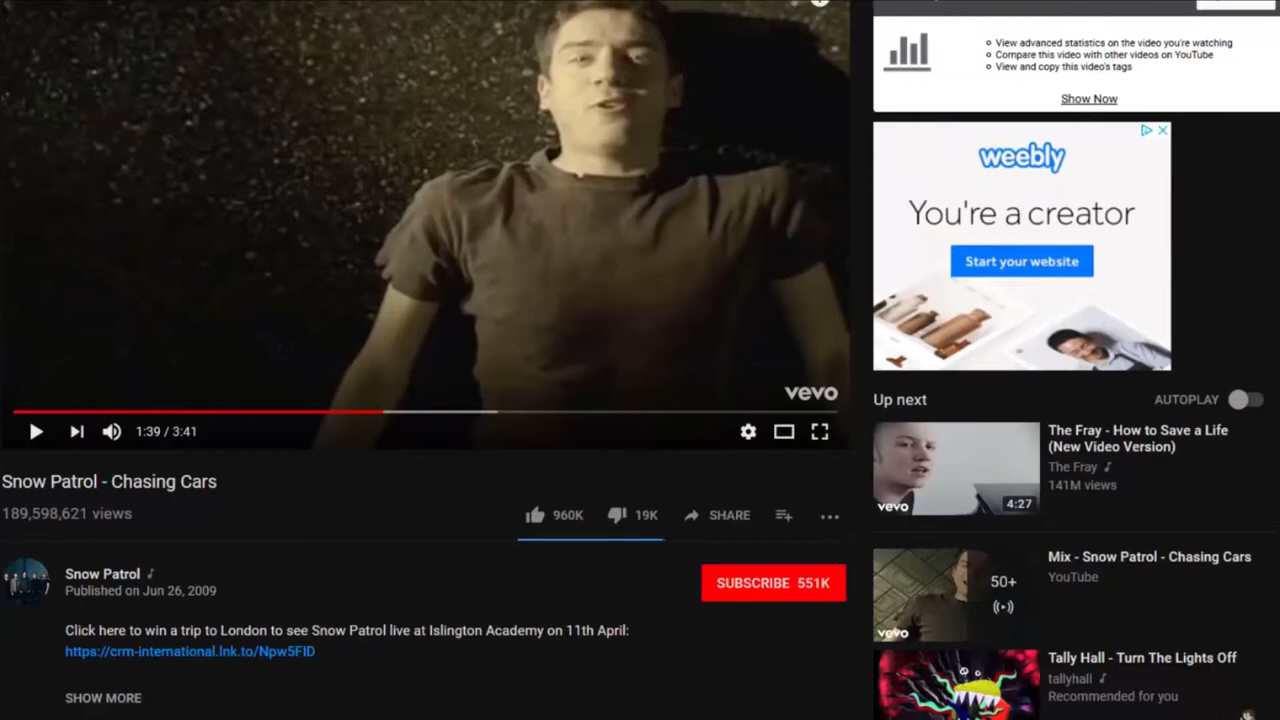 vevo
1:39 / 3:41
Snow Patrol - Chasing Cars
189,598,621 views
960K
19K
SHARE
Snow Patrol
Published on Jun 26, 2009
SUBSCRIBE 551K
Click here to win a trip to London to see Snow Patrol live at Islington Academy on 11th April:
https://crm-international.lnk.to/Npw5FID
SHOW MORE
View advanced statistics on the video you're watching
Compare this video with other videos on YouTube
View and copy this video's tags
Show Now
weebly
You're a creator
Start your website
Up next
AUTOPLAY
The Fray - How to Save a Life
(New Video Version)
The Fray
141M views
vevo
4:27
Mix - Snow Patrol - Chasing Cars
YouTube
50+
vevo
Tally Hall - Turn The Lights Off
tallyhall
Recommended for you